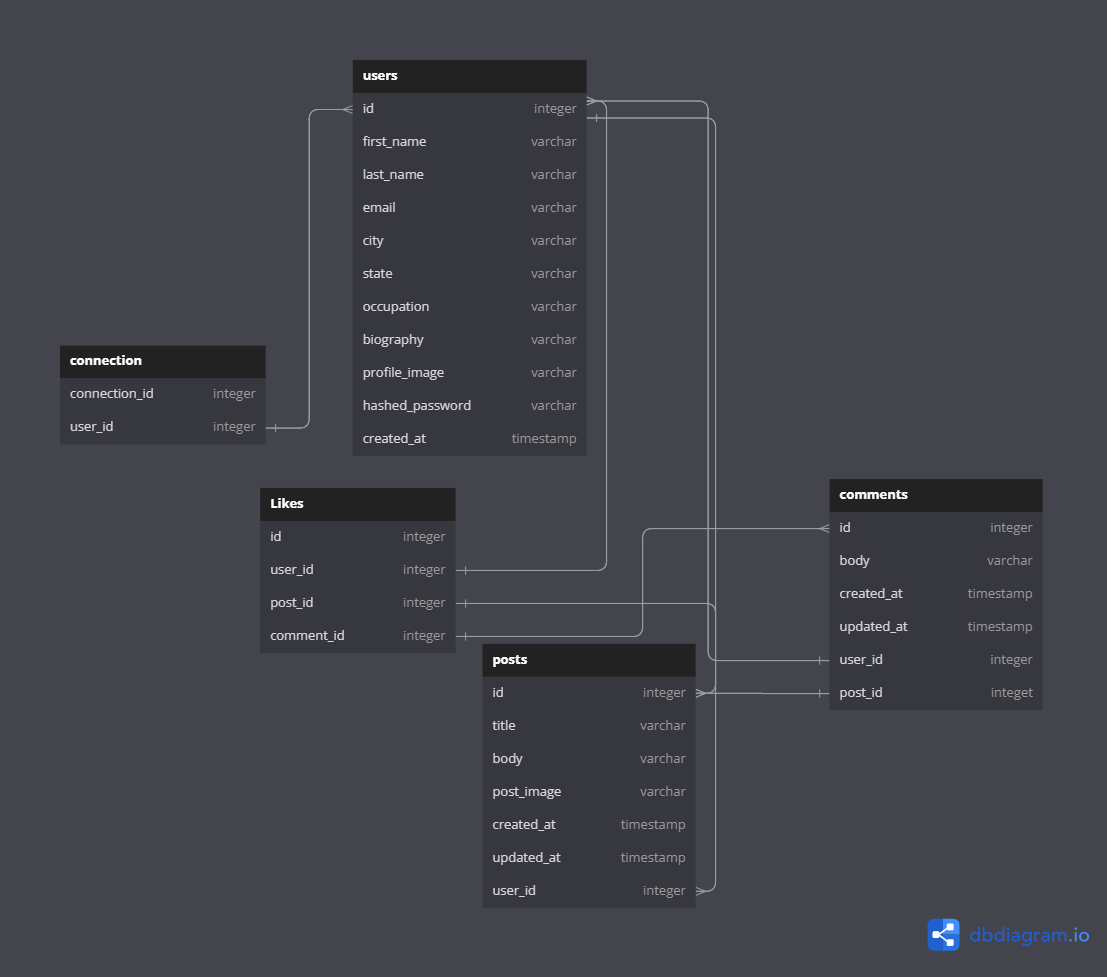 users
id integer
first_name varchar
last_name varchar
email varchar
city varchar
state varchar
occupation varchar
biography varchar
profile_image varchar
hashed_password varchar
created_at timestamp
connection
connection_id integer
user_id integer
Likes
id integer
user_id integer
post_id integer
comment_id integer
comments
id integer
body varchar
created_at timestamp
updated_at timestamp
user_id integer
post_id integet
posts
id integer
title varchar
body varchar
post_image varchar
created_at timestamp
updated_at timestamp
user_id integer
dbdiagram.io